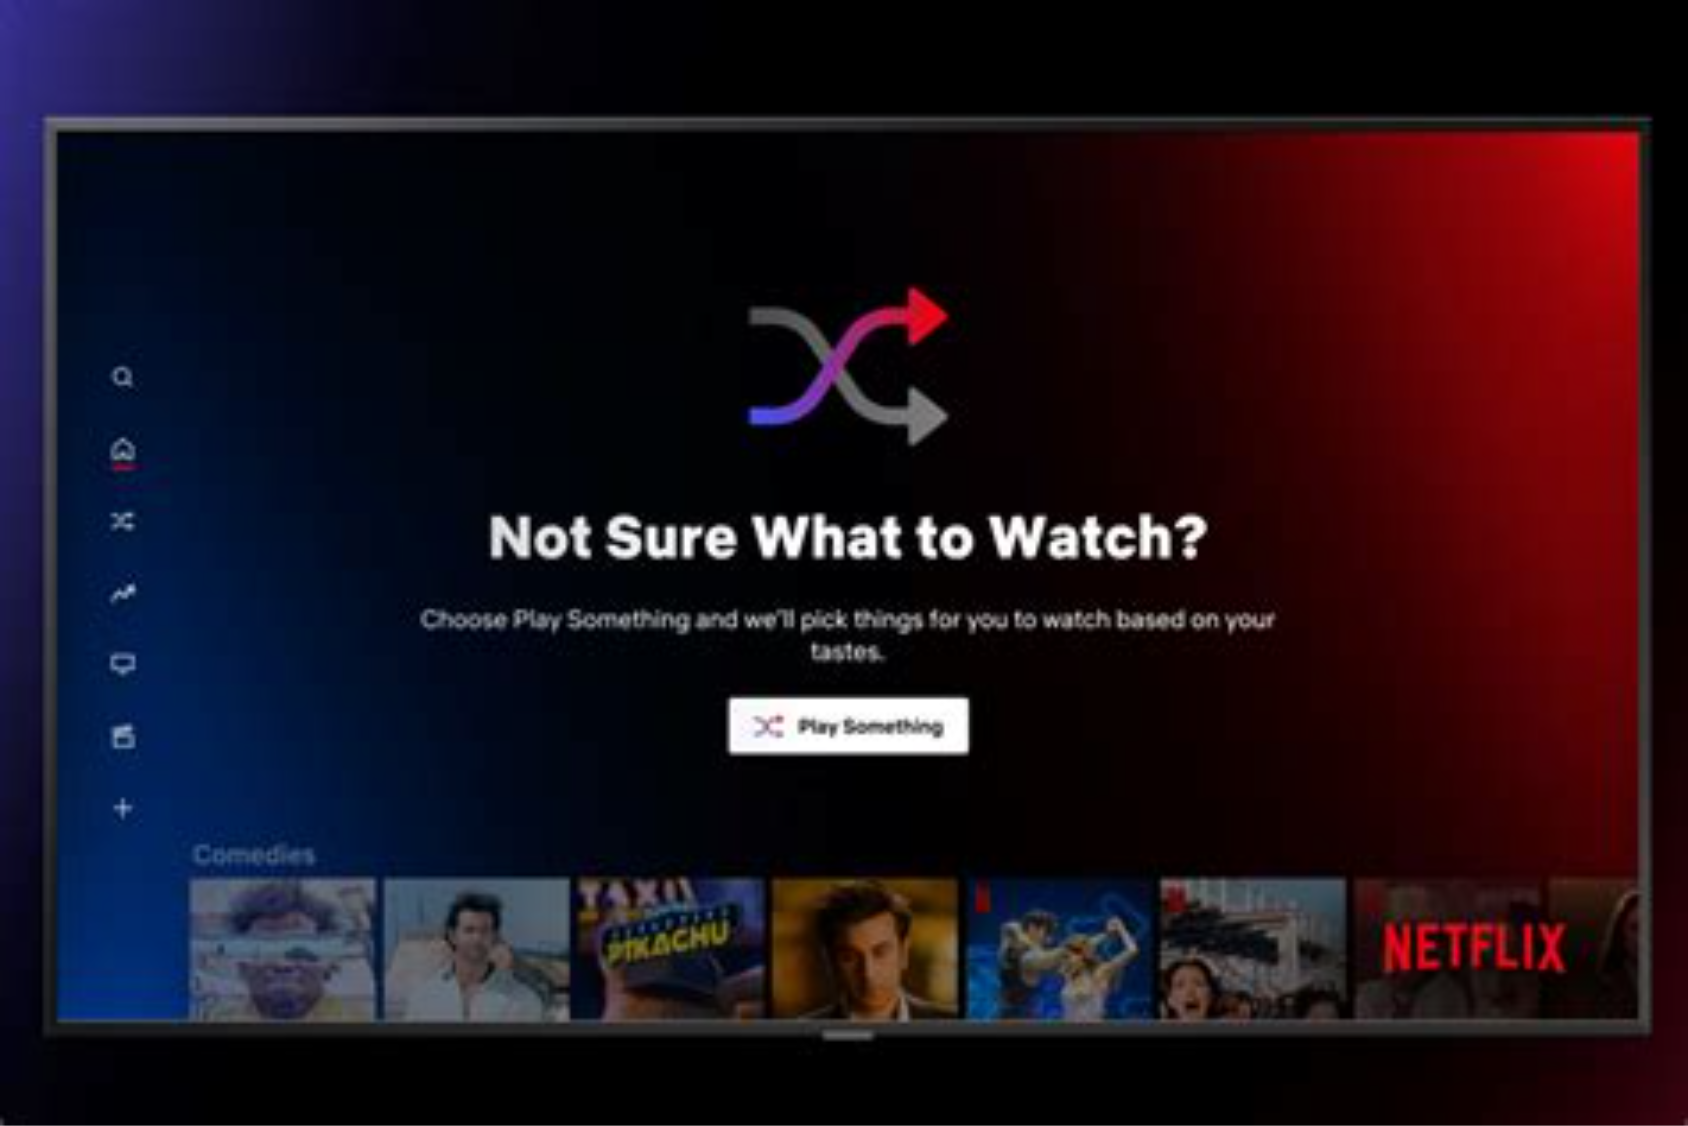 Not Sure What to Watch?
Choose Play Something and we'll pick things for you to watch based on your
tastes.
Play Something
Comedies
PIKACHU
NETFLIX